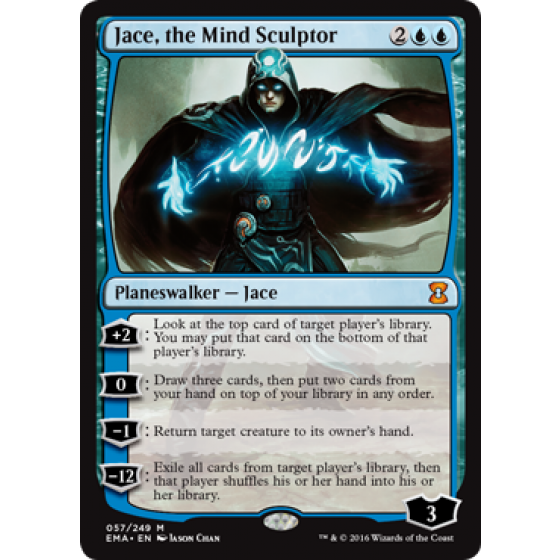 Jace, the Mind Sculptor 2
Planeswalker — Jace
+2: Look at the top card of target player's library.
You may put that card on the bottom of that
player's library.
0: Draw three cards, then put two cards from
your hand on top of your library in any order.
−1: Return target creature to its owner's hand.
−12: Exile all cards from target player's library, then
that player shuffles his or her hand into his or
her library.
3
057/249 M
EMA • EN Jason Chan
™ & © 2016 Wizards of the Coast